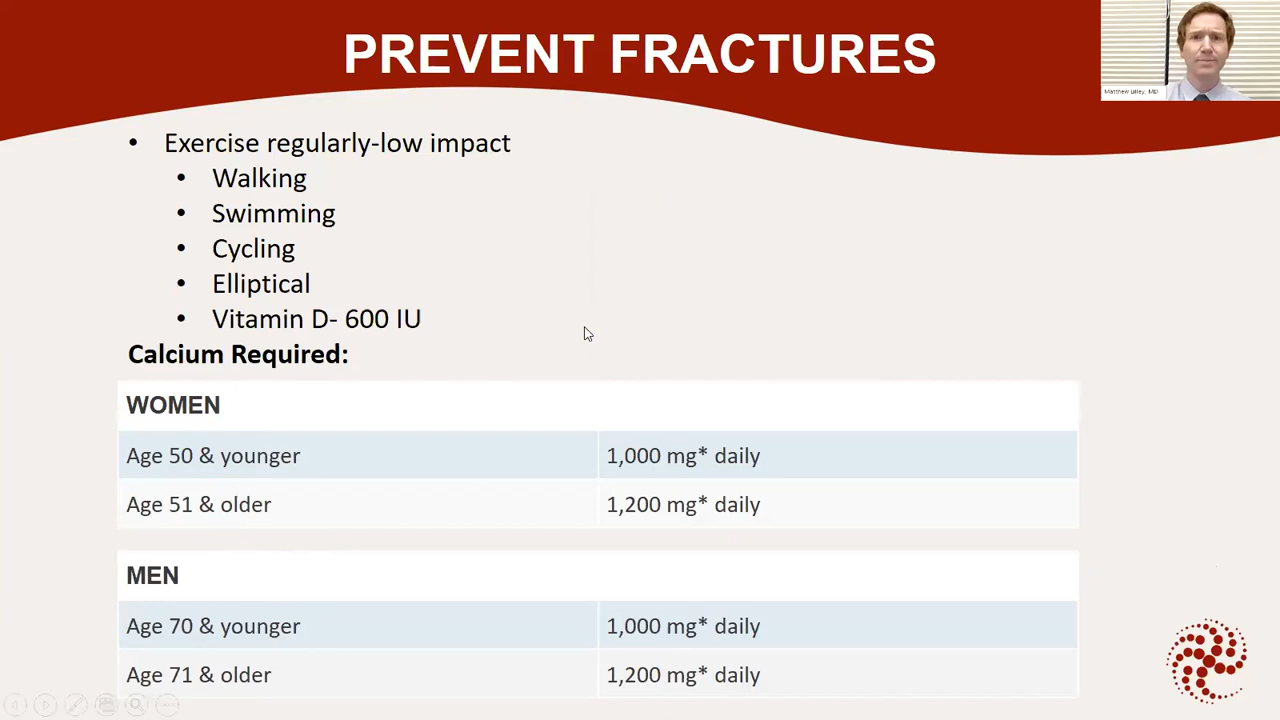 PREVENT FRACTURES
Matthew Lilley, MD
• Exercise regularly-low impact
• Walking
• Swimming
• Cycling
• Elliptical
• Vitamin D- 600 IU
Calcium Required:
WOMEN
Age 50 & younger 1,000 mg* daily
Age 51 & older 1,200 mg* daily
MEN
Age 70 & younger 1,000 mg* daily
Age 71 & older 1,200 mg* daily